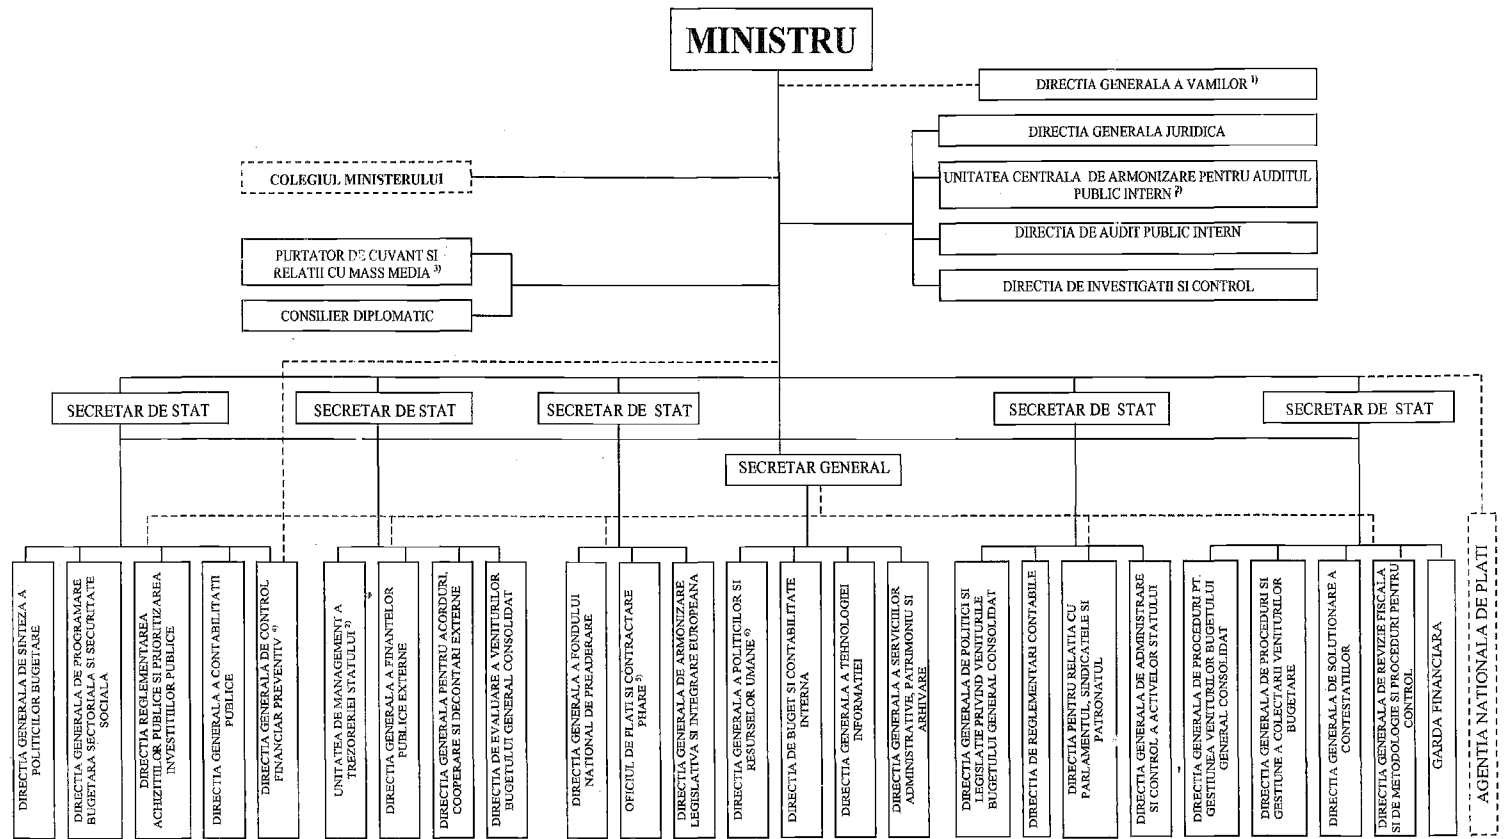 MINISTRU
DIRECTIA GENERALA A VAMILOR 1)
DIRECTIA GENERALA JURIDICA
COLEGIUL MINISTERULUI
UNITATEA CENTRALA DE ARMONIZARE PENTRU AUDITUL
PUBLIC INTERN 2)
DIRECTIA DE AUDIT PUBLIC INTERN
PURTATOR DE CUVANT SI
RELATII CU MASS MEDIA 3)
DIRECTIA DE INVESTIGATII SI CONTROL
CONSILIER DIPLOMATIC
SECRETAR DE STAT
SECRETAR DE STAT
SECRETAR DE STAT
SECRETAR DE STAT
SECRETAR DE STAT
SECRETAR GENERAL
DIRECTIA GENERALA DE SINTEZA A
POLITICILOR BUGETARE
DIRECTIA GENERALA DE PROGRAMARE
BUGETARA SECTORIALA SI SECURITATE
SOCIALA
DIRECTIA REGLEMENTAREA
ACHIZITIILOR PUBLICE SI PRIORITIZAREA
INVESTITIILOR PUBLICE
DIRECTIA GENERALA A CONTABILITATII
PUBLICE
DIRECTIA GENERALA DE CONTROL
FINANCIAR PREVENTIV 4)
UNITATEA DE MANAGEMENT A
TREZORERIEI STATULUI 2)
DIRECTIA GENERALA A FINANTELOR
PUBLICE EXTERNE
DIRECTIA GENERALA PENTRU ACORDURI,
COOPERARE SI DECONTARI EXTERNE
DIRECTIA DE EVALUARE A VENITURILOR
BUGETULUI GENERAL CONSOLIDAT
DIRECTIA GENERALA A FONDULUI
NATIONAL DE PREADERARE
OFICIUL DE PLATI SI CONTRACTARE
PHARE 5)
DIRECTIA GENERALA DE ARMONIZARE
LEGISLATIVA SI INTEGRARE EUROPEANA
DIRECTIA GENERALA A POLITICILOR SI
RESURSELOR UMANE 6)
DIRECTIA DE BUGET SI CONTABILITATE
INTERNA
DIRECTIA GENERALA A TEHNOLOGIEI
INFORMATIEI
DIRECTIA GENERALA A SERVICIILOR
ADMINISTRATIVE, PATRIMONIU SI
ARHIVARE
DIRECTIA GENERALA DE POLITICI SI
LEGISLATIE PRIVIND VENITURILE
BUGETULUI GENERAL CONSOLIDAT
DIRECTIA DE REGLEMENTARI CONTABILE
DIRECTIA PENTRU RELATIA CU
PARLAMENTUL, SINDICATELE SI
PATRONATUL
DIRECTIA GENERALA DE ADMINISTRARE
SI CONTROL A ACTIVELOR STATULUI
DIRECTIA GENERALA DE PROCEDURI PT.
GESTIUNEA VENITURILOR BUGETULUI
GENERAL CONSOLIDAT
DIRECTIA GENERALA DE PROCEDURI SI
GESTIUNE A COLECTARII VENITURILOR
BUGETARE
DIRECTIA GENERALA DE SOLUTIONARE A
CONTESTATIILOR
DIRECTIA GENERALA DE REVIZIE FISCALA
SI DE METODOLOGIE SI PROCEDURI PENTRU
CONTROL
GARDA FINANCIARA
AGENTIA NATIONALA DE PLATI